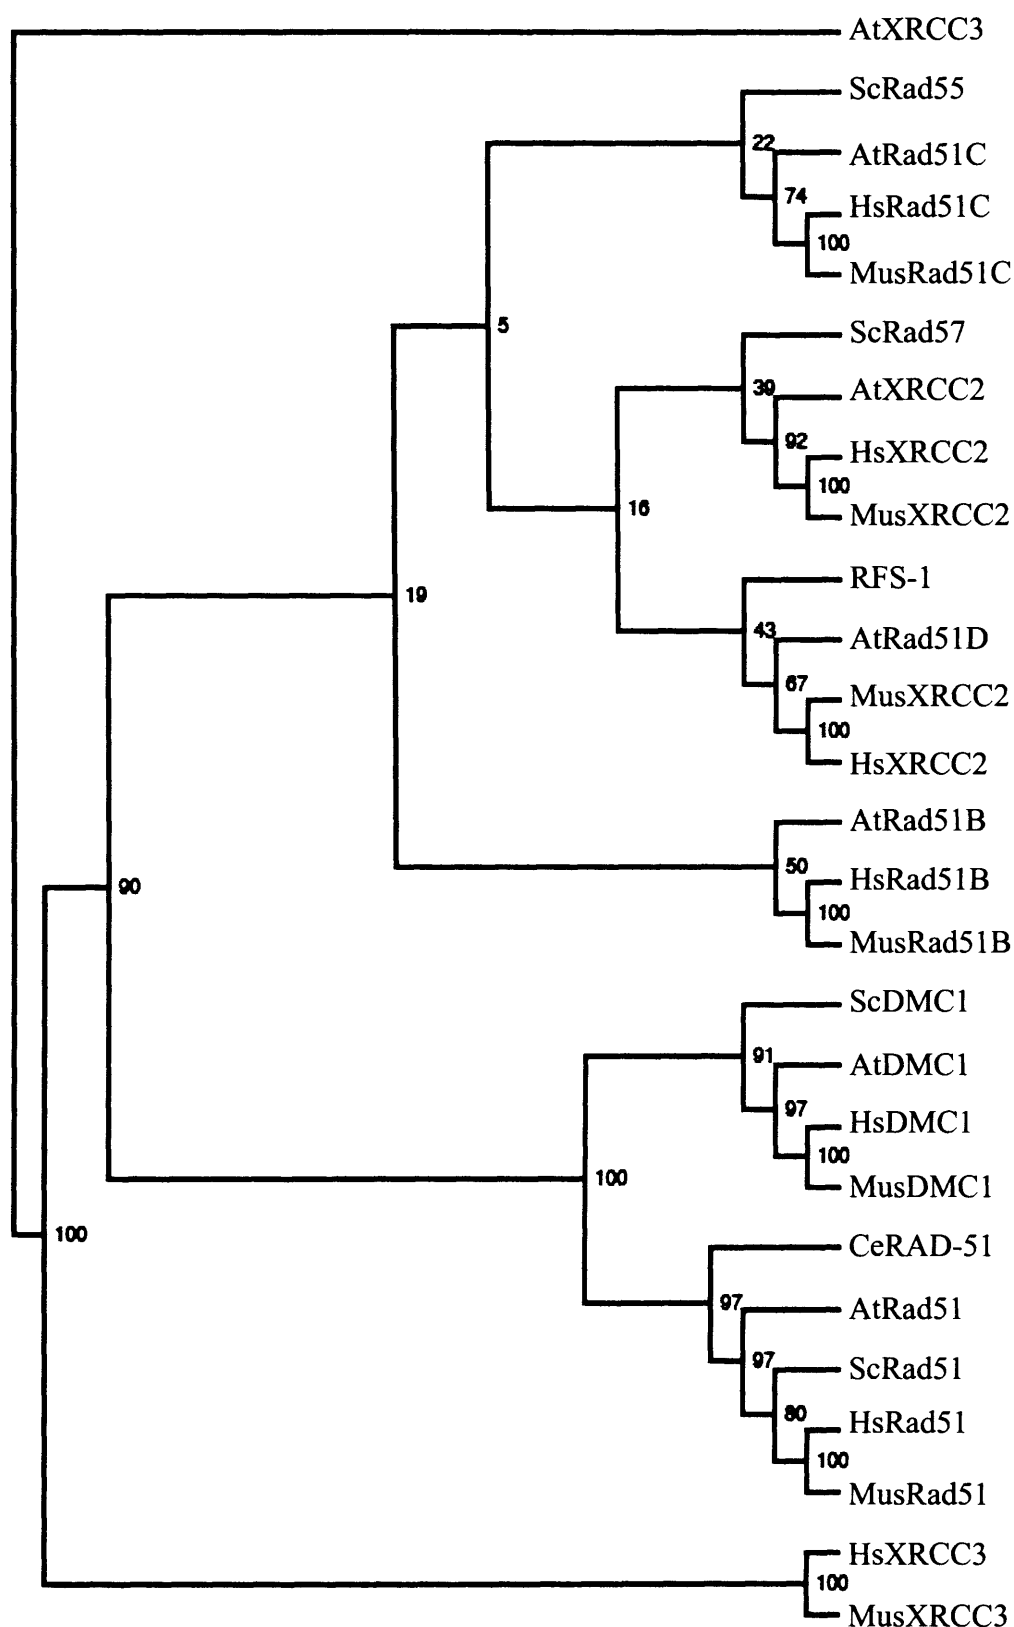 AtXRCC3
ScRad55
22
AtRad51C
74
HsRad51C
100
MusRad51C
5
ScRad57
39
AtXRCC2
92
HsXRCC2
100
MusXRCC2
16
RFS-1
19
43
AtRad51D
67
MusXRCC2
100
HsXRCC2
AtRad51B
50
HsRad51B
90
100
MusRad51B
ScDMC1
91
AtDMC1
97
HsDMC1
100
MusDMC1
100
100
CeRAD-51
97
AtRad51
97
ScRad51
80
HsRad51
100
MusRad51
HsXRCC3
100
MusXRCC3